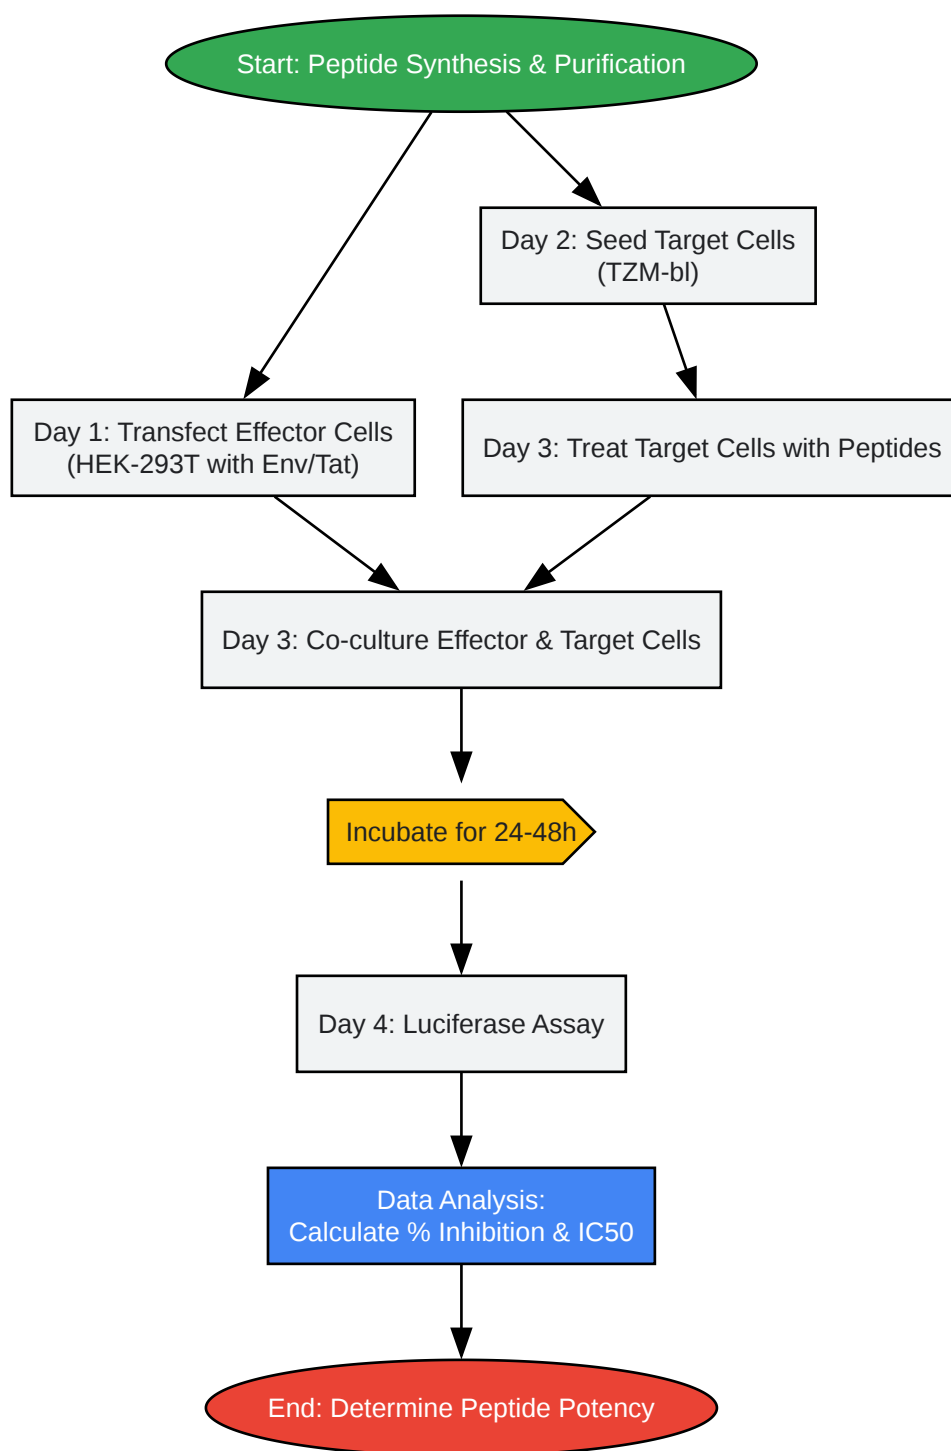 Start: Peptide Synthesis & Purification
Day 2: Seed Target Cells
(TZM-bl)
Day 1: Transfect Effector Cells
(HEK-293T with Env/Tat)
Day 3: Treat Target Cells with Peptides
Day 3: Co-culture Effector & Target Cells
Incubate for 24-48h
Day 4: Luciferase Assay
Data Analysis:
Calculate % Inhibition & IC50
End: Determine Peptide Potency